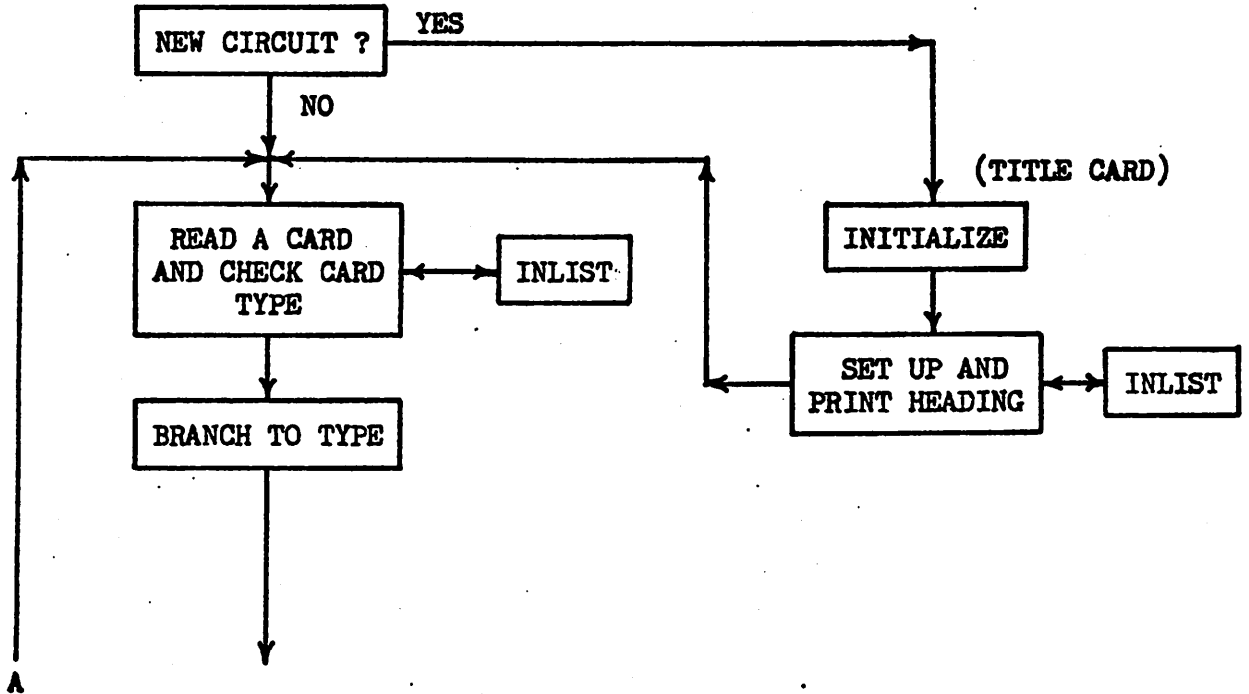 NEW CIRCUIT ?
YES
NO
(TITLE CARD)
READ A CARD
AND CHECK CARD
TYPE
INLIST
INITIALIZE
SET UP AND
PRINT HEADING
INLIST
BRANCH TO TYPE
A